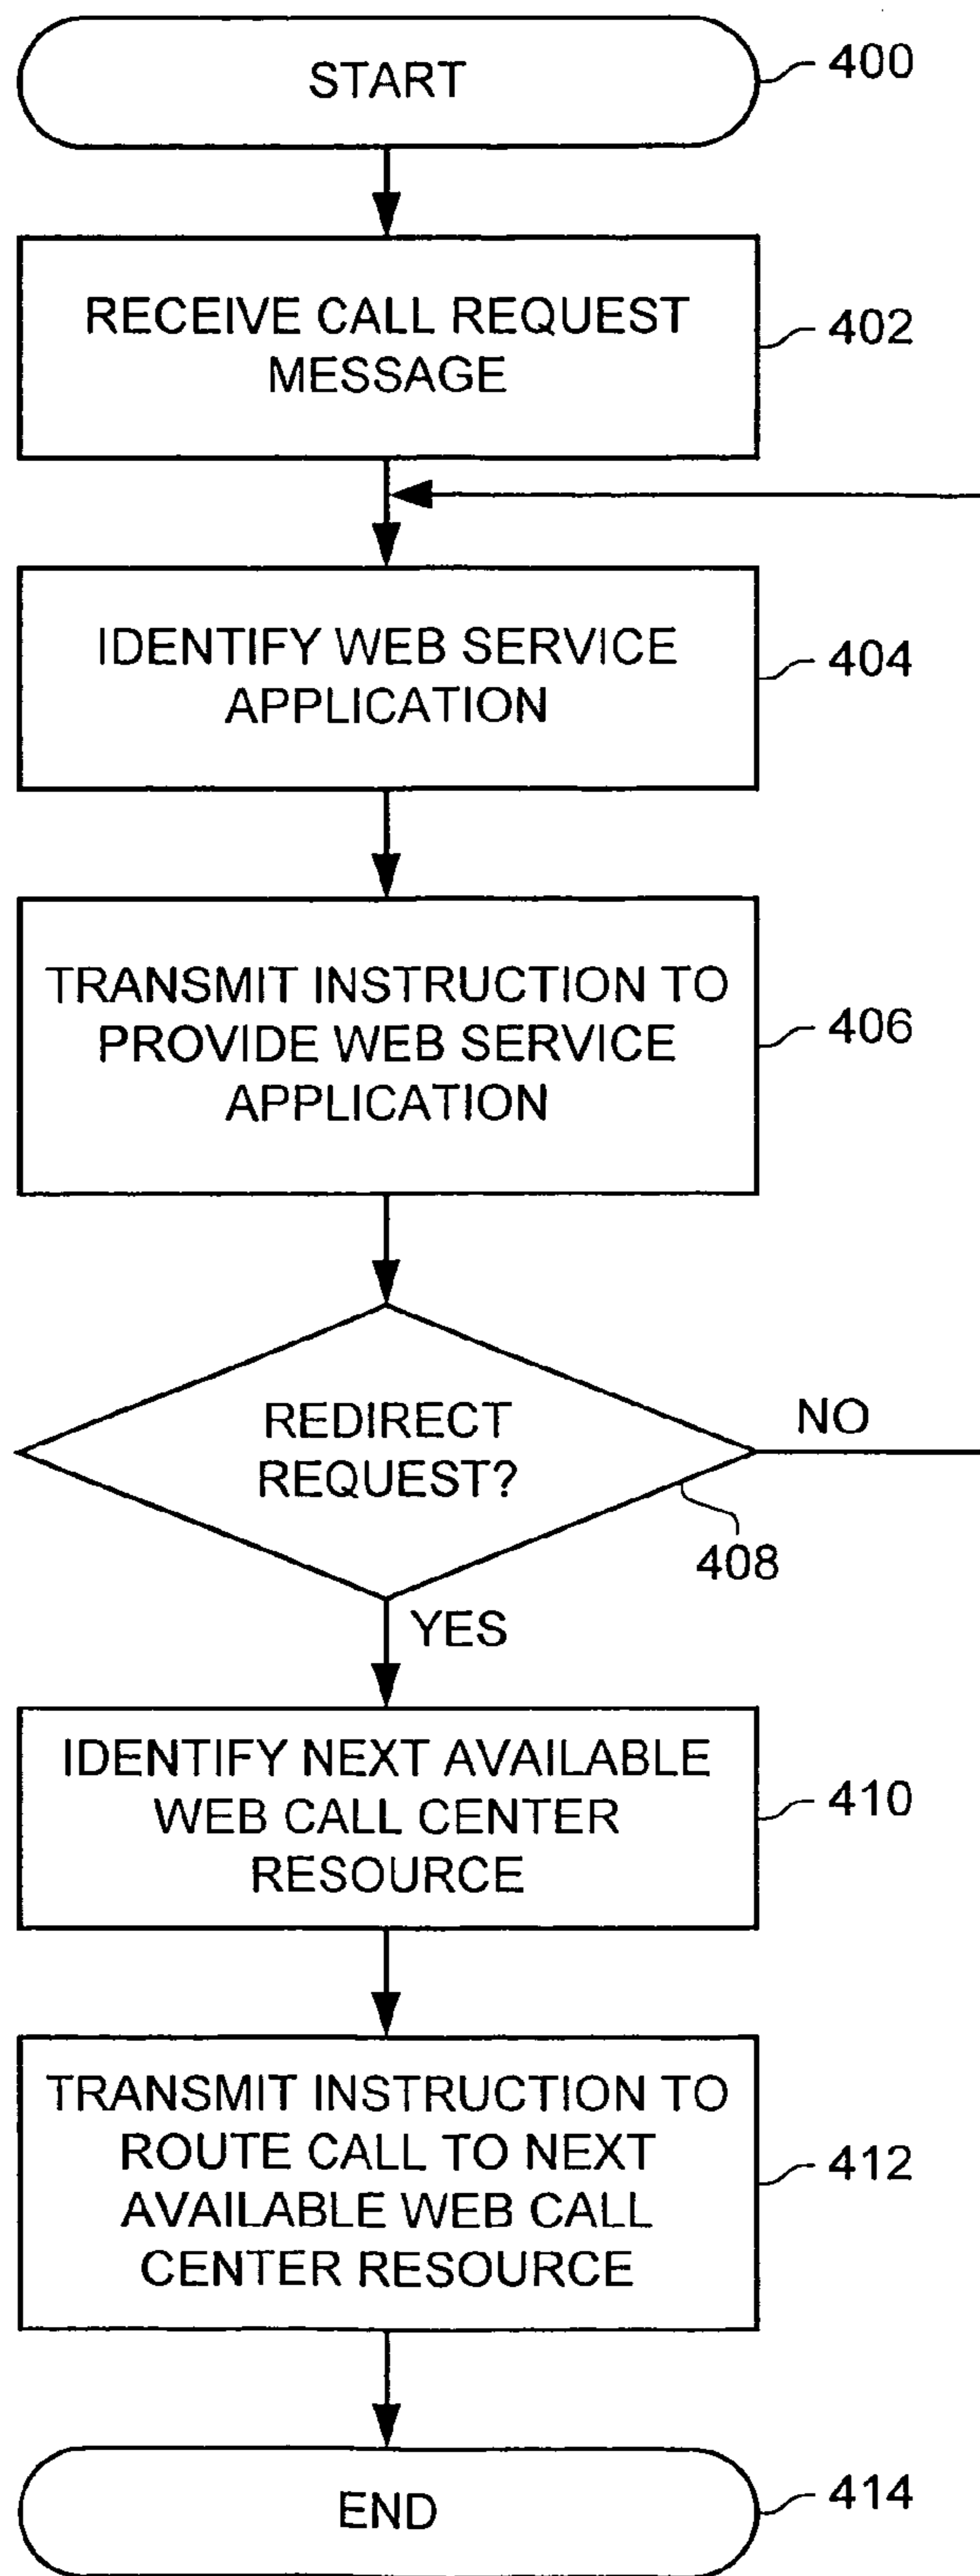 START
400
RECEIVE CALL REQUEST
MESSAGE
402
IDENTIFY WEB SERVICE
APPLICATION
404
TRANSMIT INSTRUCTION TO
PROVIDE WEB SERVICE
APPLICATION
406
REDIRECT
REQUEST?
NO
408
YES
IDENTIFY NEXT AVAILABLE
WEB CALL CENTER
RESOURCE
410
TRANSMIT INSTRUCTION TO
ROUTE CALL TO NEXT
AVAILABLE WEB CALL
CENTER RESOURCE
412
END
414